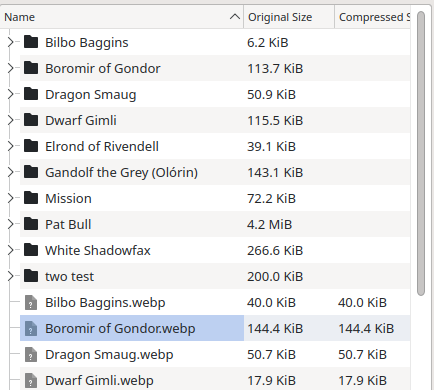 Name Original Size Compressed S
Bilbo Baggins 6.2 KiB
Boromir of Gondor 113.7 KiB
Dragon Smaug 50.9 KiB
Dwarf Gimli 115.5 KiB
Elrond of Rivendell 39.1 KiB
Gandolf the Grey (Olórin) 143.1 KiB
Mission 72.2 KiB
Pat Bull 4.2 MiB
White Shadowfax 266.6 KiB
two test 200.0 KiB
Bilbo Baggins.webp 40.0 KiB 40.0 KiB
Boromir of Gondor.webp 144.4 KiB 144.4 KiB
Dragon Smaug.webp 50.7 KiB 50.7 KiB
Dwarf Gimli.webp 17.9 KiB 17.9 KiB